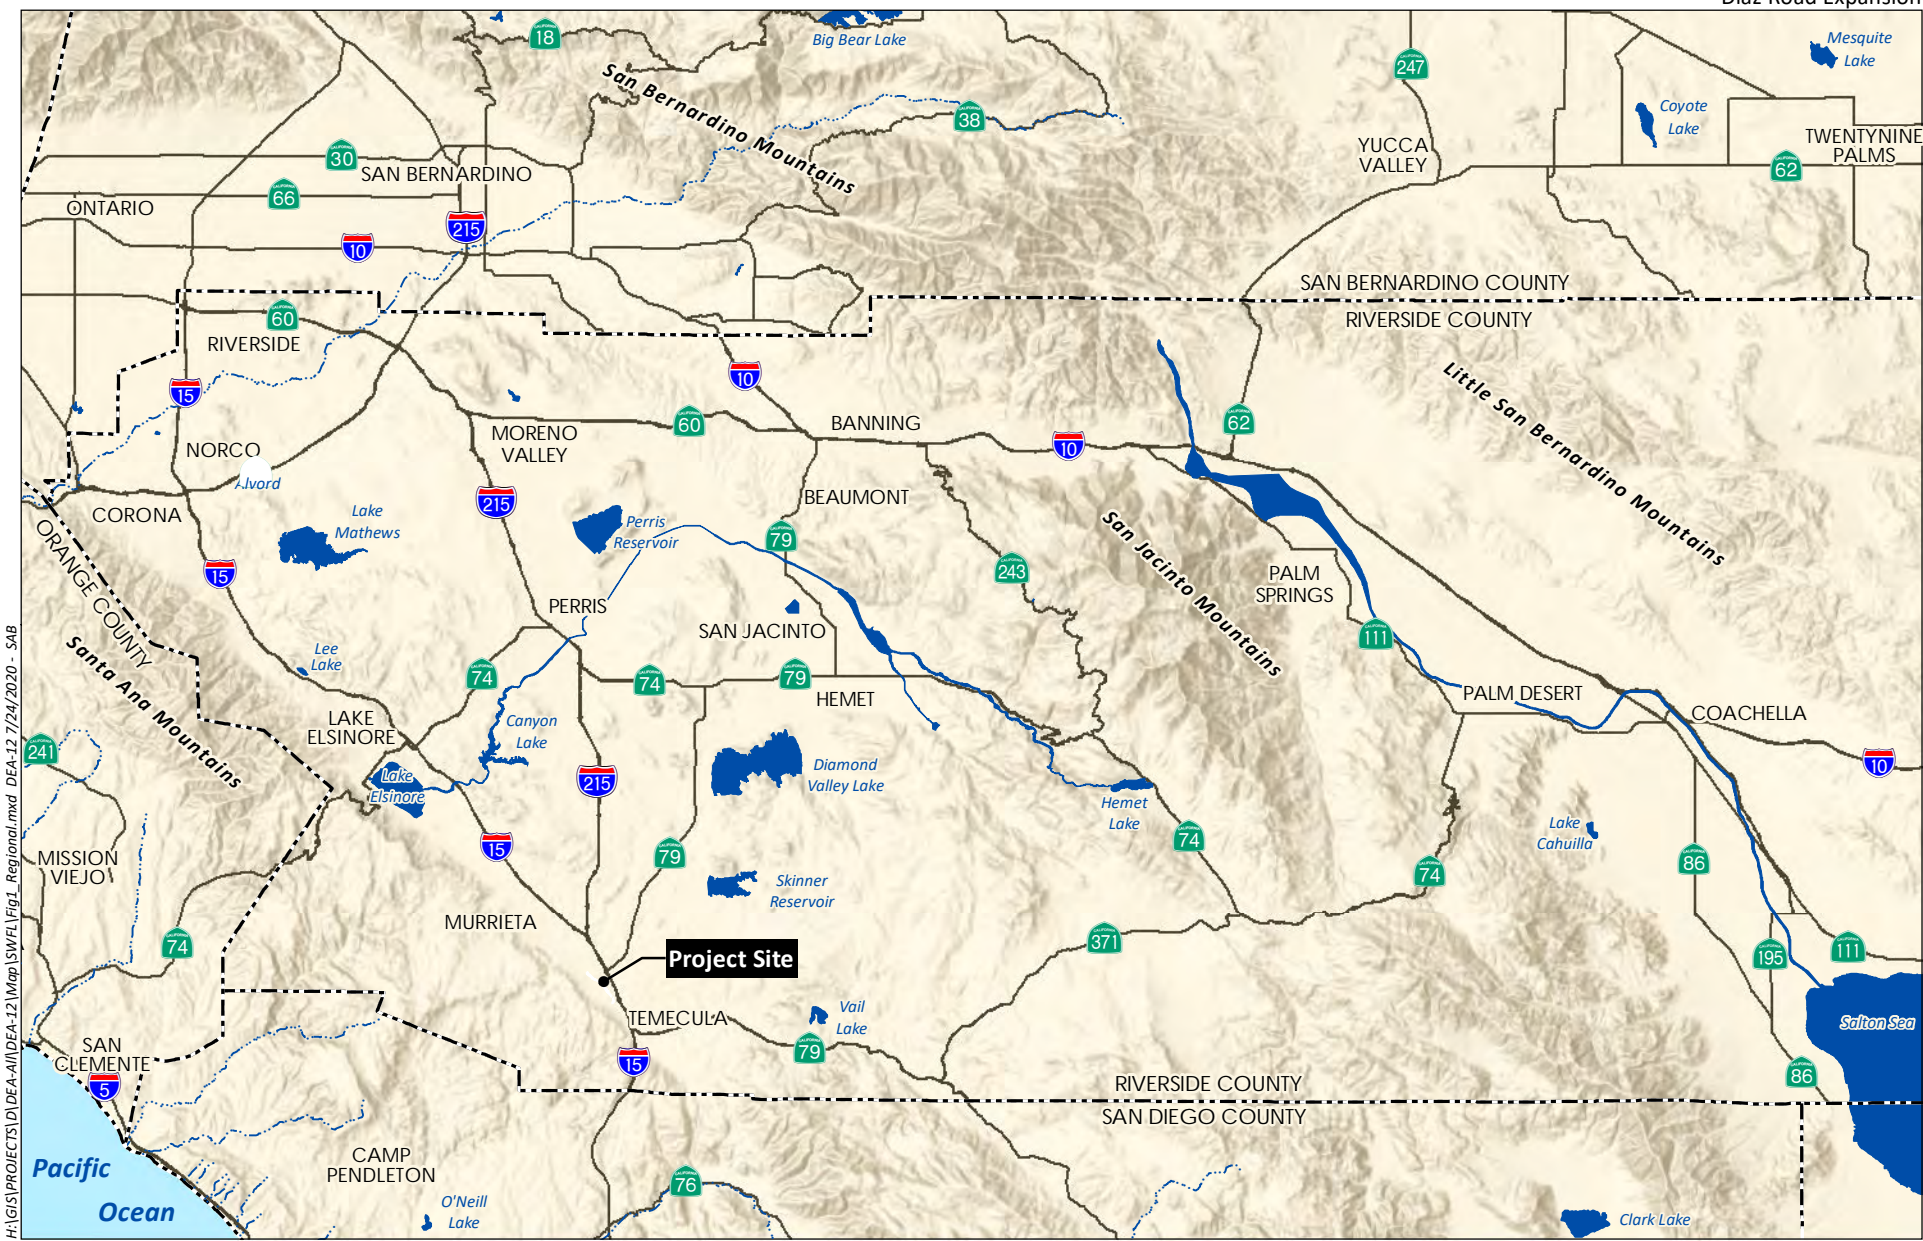 Diaz Road Expansion
Big Bear Lake
Mesquite
Lake
18
247
San Bernardino Mountains
38
Coyote
Lake
TWENTYNINE
PALMS
YUCCA
VALLEY
62
30
SAN BERNARDINO
66
ONTARIO
215
10
SAN BERNARDINO COUNTY
RIVERSIDE COUNTY
60
RIVERSIDE
15
10
Little San Bernardino Mountains
60
BANNING
62
10
MORENO
VALLEY
NORCO
Alvord
215
BEAUMONT
CORONA
Lake
Mathews
Perris
Reservoir
79
San Jacinto Mountains
ORANGE COUNTY
15
243
PALM
SPRINGS
PERRIS
SAN JACINTO
111
Santa Ana Mountains
Lee
Lake
74
74
79
HEMET
PALM DESERT
COACHELLA
LAKE
ELSINORE
Canyon
Lake
241
10
Lake
Elsinore
215
Diamond
Valley Lake
Hemet
Lake
Lake
Cahuilla
74
15
79
86
MISSION
VIEJO
74
Skinner
Reservoir
MURRIETA
74
371
195
111
Project Site
Vail
Lake
TEMECULA
Salton Sea
79
SAN
CLEMENTE
5
15
86
RIVERSIDE COUNTY
SAN DIEGO COUNTY
Pacific
Ocean
CAMP
PENDLETON
76
O'Neill
Lake
Clark Lake
H:\GIS\PROJECTS\D\DEA-All\DEA-12\Map\SWFL\Fig1_Regional.mxd DEA-12 7/24/2020 - SAB